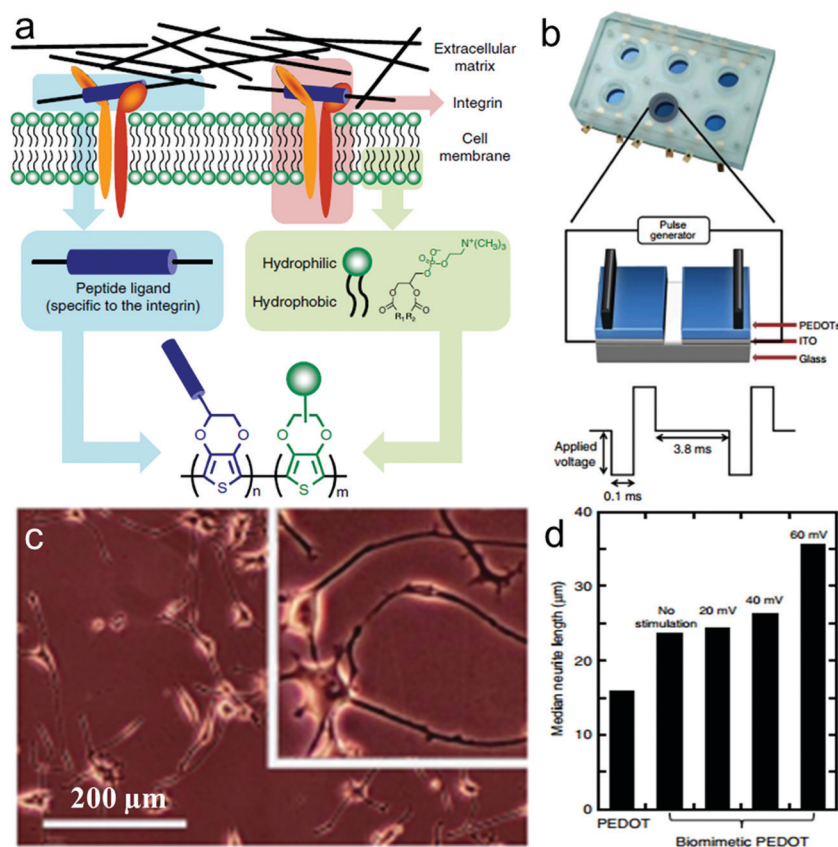 a
Extracellular
matrix
Integrin
Cell
membrane
Peptide ligand
(specific to the integrin)
Hydrophilic
Hydrophobic
N⁺(CH₃)₃
O⁻
O
P
O
O
O
O
O
O
R₁ R₂
O
O
S
n
O
O
S
m
b
Pulse
generator
PEDOTs
ITO
Glass
Applied
voltage
3.8 ms
0.1 ms
c
200 µm
d
Median neurite length (µm)
40
30
20
10
0
No
stimulation
20 mV
40 mV
60 mV
PEDOT
Biomimetic PEDOT